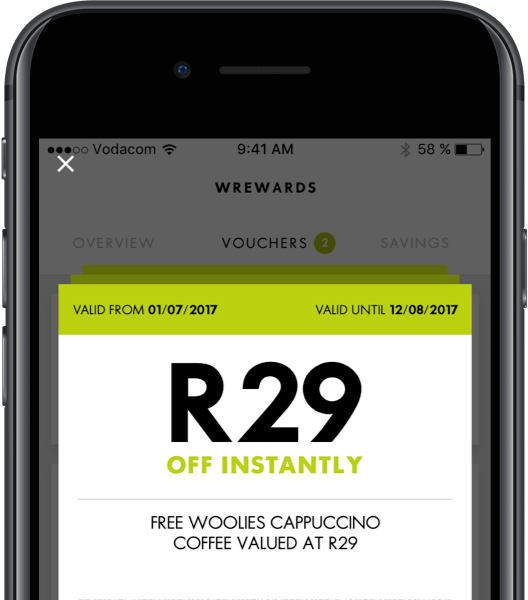 Vodacom 9:41 AM 58 %
WREWARDS
OVERVIEW VOUCHERS 2 SAVINGS
VALID FROM 01/07/2017 VALID UNTIL 12/08/2017
R29
OFF INSTANTLY
FREE WOOLIES CAPPUCCINO
COFFEE VALUED AT R29